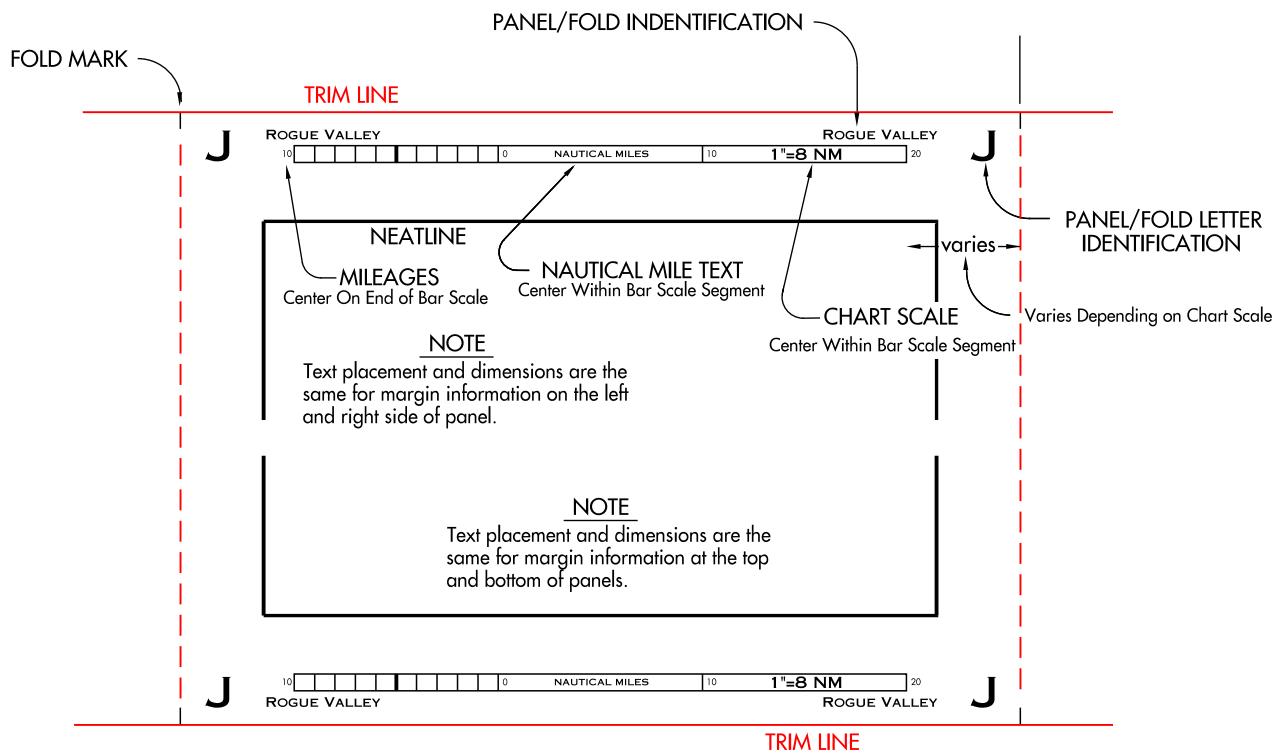 PANEL/FOLD INDENTIFICATION
FOLD MARK
TRIM LINE
J
ROGUE VALLEY
ROGUE VALLEY
J
10
0
NAUTICAL MILES
10
1"=8 NM
20
PANEL/FOLD LETTER
IDENTIFICATION
NEATLINE
varies
MILEAGES
Center On End of Bar Scale
NAUTICAL MILE TEXT
Center Within Bar Scale Segment
CHART SCALE
Center Within Bar Scale Segment
Varies Depending on Chart Scale
NOTE
Text placement and dimensions are the
same for margin information on the left
and right side of panel.
NOTE
Text placement and dimensions are the
same for margin information at the top
and bottom of panels.
J
10
0
NAUTICAL MILES
10
1"=8 NM
20
J
ROGUE VALLEY
ROGUE VALLEY
TRIM LINE